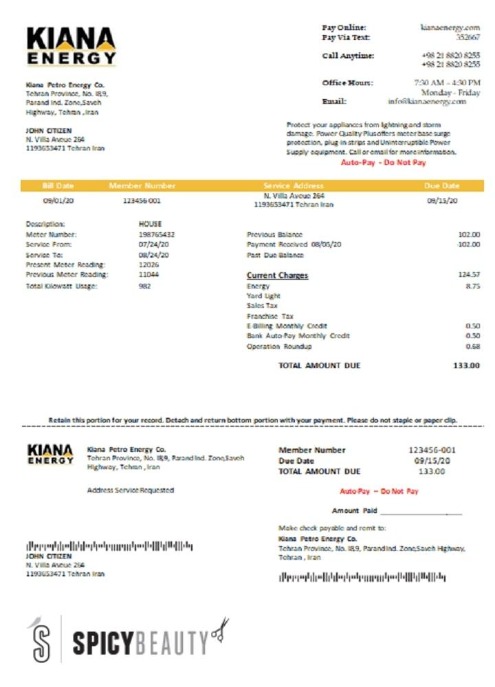 KIANA
ENERGY
Pay Online: kianaenergy.com
Pay Via Text: 352667
Call Anytime: +98 21 8820 8255
+98 21 8820 8255
Office Hours: 7:30 AM - 4:30 PM
Monday - Friday
Email: info@kianaenergy.com
Kiana Petro Energy Co.
Tehran Province, No. I8,9,
Parand Ind. Zone,Saveh
Highway, Tehran , Iran
JOHN CITIZEN
N. Villa Aveue 264
1193653471 Tehran Iran
Protect your appliances from lightning and storm
damage. Power Quality Plus offers meter base surge
protection, plug-in strips and Uninterruptible Power
Supply equipment. Call or email for more information.
Auto-Pay - Do Not Pay
Bill Date Member Number Service Address Due Date
09/01/20 123456-001 N. Villa Aveue 264 09/15/20
1193653471 Tehran Iran
Description: HOUSE
Meter Number: 198765432
Service From: 07/24/20
Service To: 08/24/20
Present Meter Reading: 12026
Previous Meter Reading: 11044
Total Kilowatt Usage: 982
Previous Balance 102.00
Payment Received 08/05/20 -102.00
Past Due Balance
Current Charges 124.57
Energy 8.75
Yard Light
Sales Tax
Franchise Tax
E-Billing Monthly Credit 0.50
Bank Auto-Pay Monthly Credit 0.50
Operation Roundup 0.68
TOTAL AMOUNT DUE 133.00
Retain this portion for your record. Detach and return bottom portion with your payment. Please do not staple or paper clip.
KIANA
ENERGY
Kiana Petro Energy Co.
Tehran Province, No. I8,9, Parand Ind. Zone,Saveh
Highway, Tehran , Iran
Address Service Requested
Member Number 123456-001
Due Date 09/15/20
TOTAL AMOUNT DUE 133.00
Auto-Pay - Do Not Pay
Amount Paid
Make check payable and remit to:
Kiana Petro Energy Co.
Tehran Province, No. I8,9, Parand Ind. Zone,Saveh Highway,
Tehran , Iran
JOHN CITIZEN
N. Villa Aveue 264
1193653471 Tehran Iran
S SPICYBEAUTY